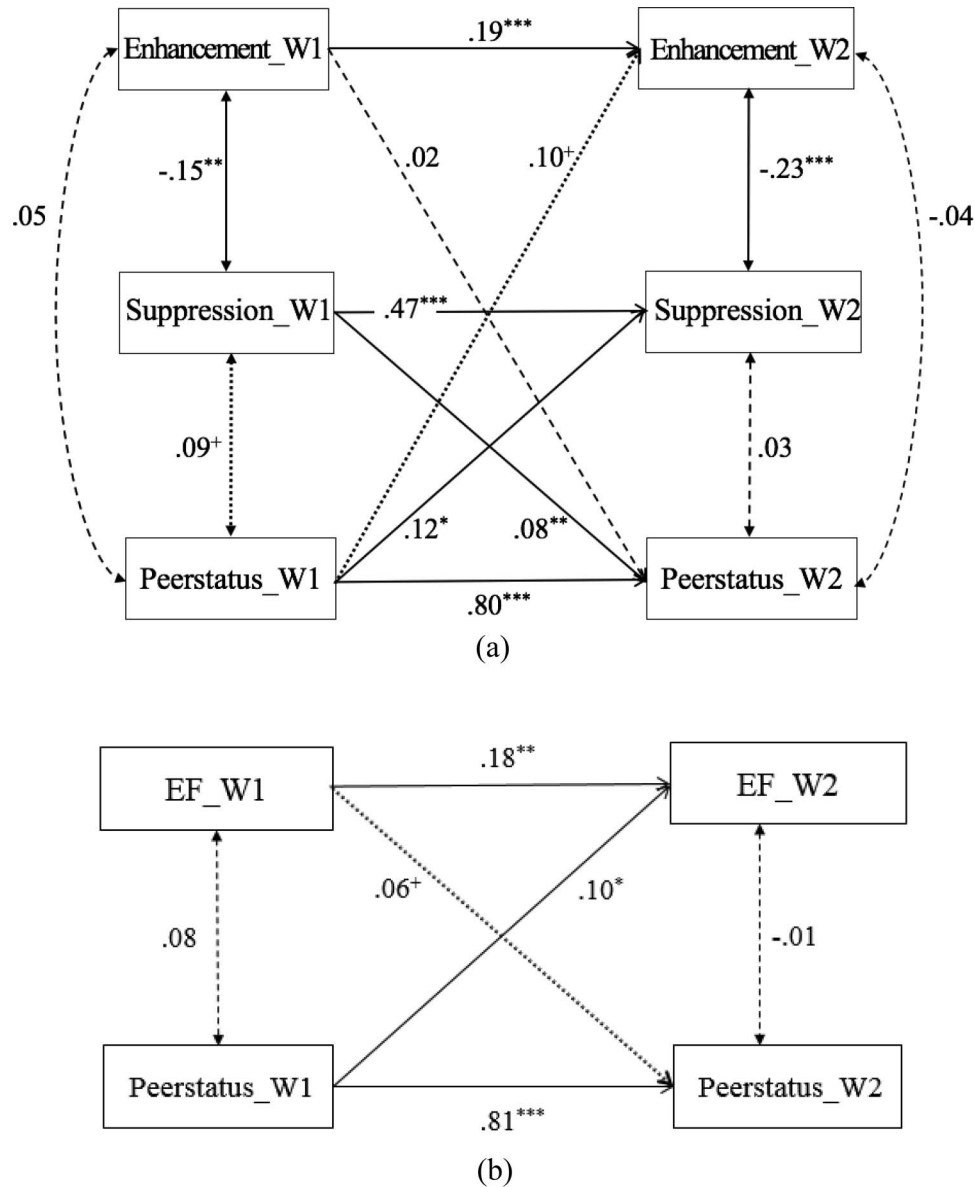 Enhancement_W1 .19*** Enhancement_W2
-.15** .02 .10+ -.23***
.05 -.04
Suppression_W1 .47*** Suppression_W2
.09+ .12* .08** .03
Peerstatus_W1 .80*** Peerstatus_W2
(a)
EF_W1 .18** EF_W2
.08 .06+ .10* -.01
Peerstatus_W1 .81*** Peerstatus_W2
(b)